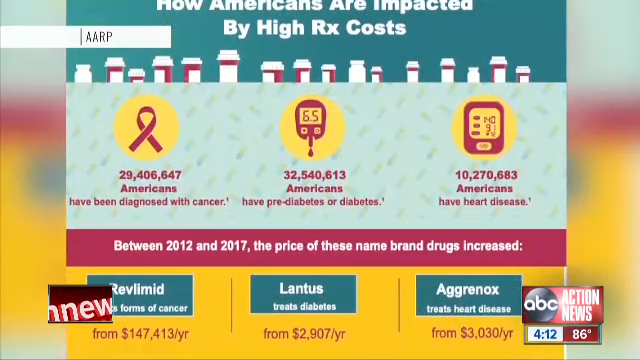 How Americans Are Impacted
By High Rx Costs
AARP
6.5
29,406,647
Americans
have been diagnosed with cancer.¹
32,540,613
Americans
have pre-diabetes or diabetes.¹
10,270,683
Americans
have heart disease.¹
Between 2012 and 2017, the price of these name brand drugs increased:
Revlimid
forms of cancer
from $147,413/yr
Lantus
treats diabetes
from $2,907/yr
Aggrenox
treats heart disease
from $3,030/yr
abc ACTION
NEWS
4:12 86°